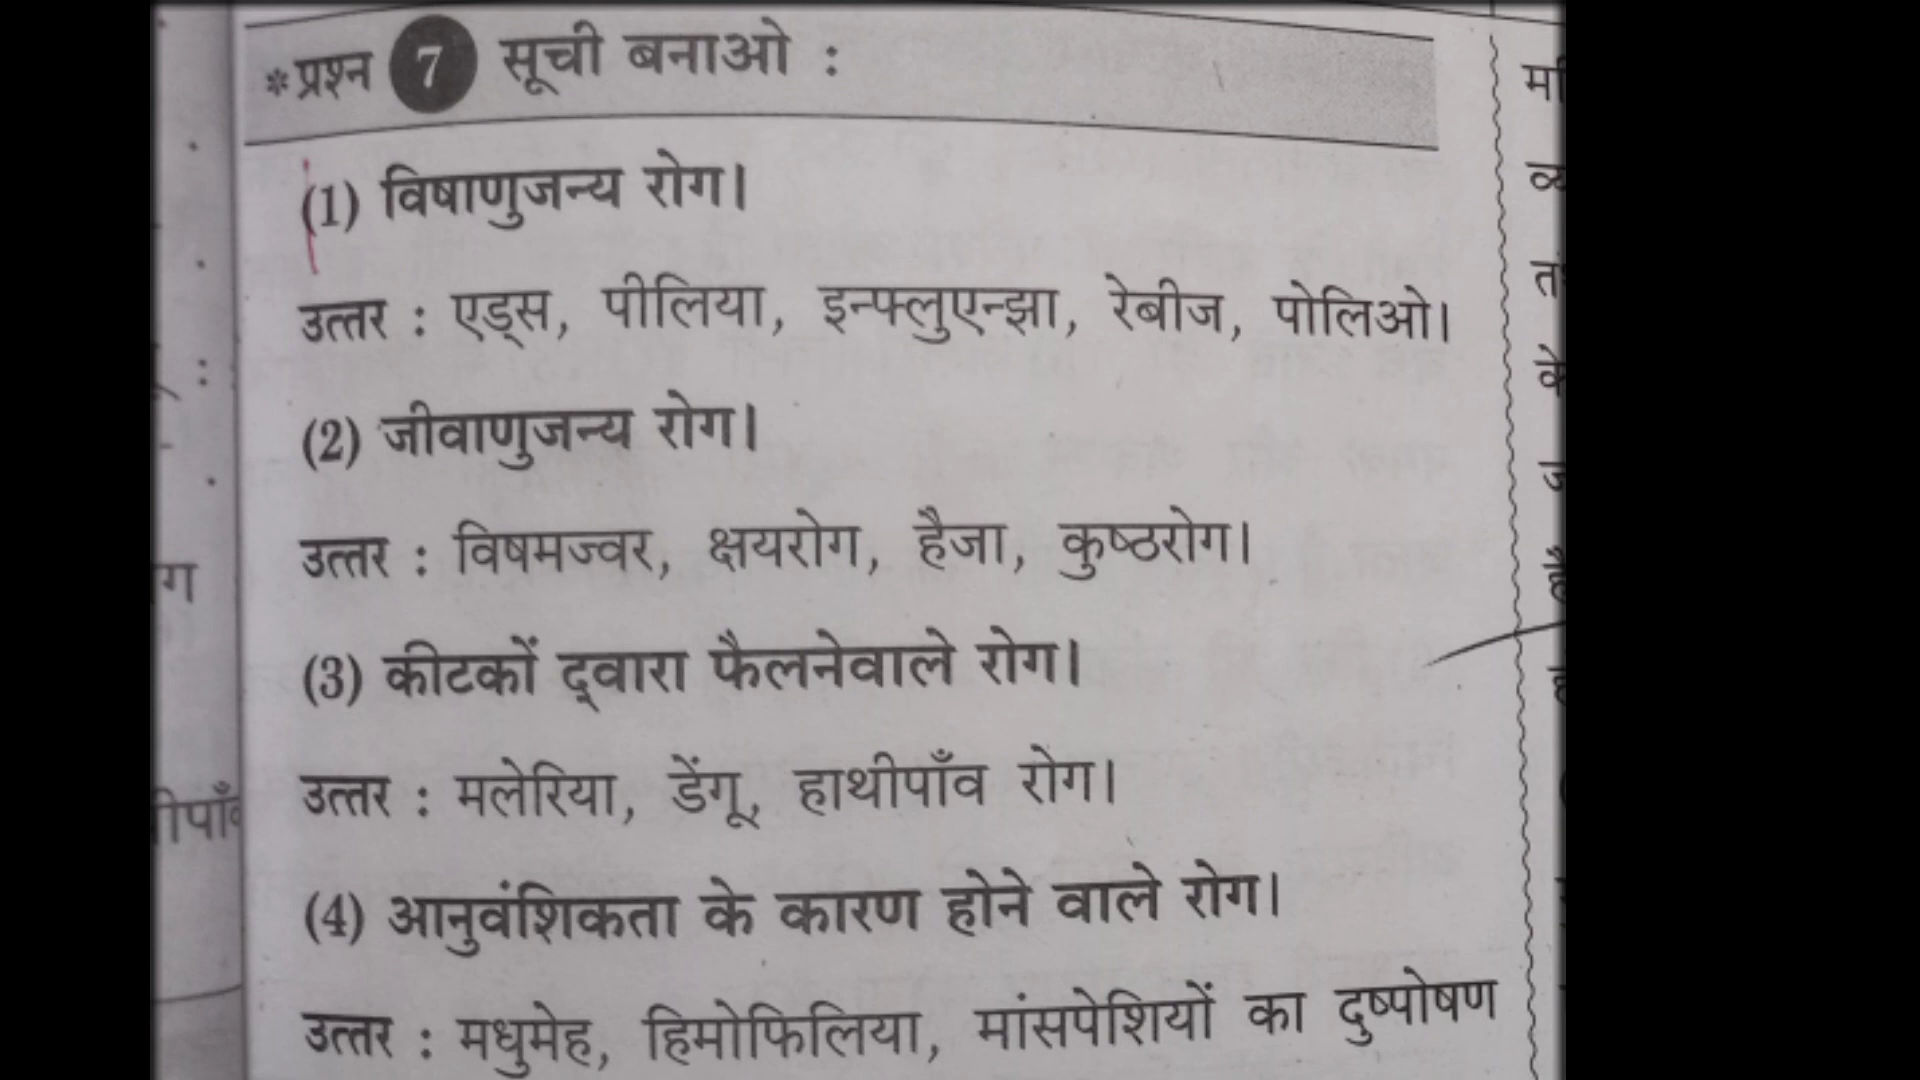 *प्रश्न 7 सूची बनाओ :
(1) विषाणुजन्य रोग।
उत्तर : एड्स, पीलिया, इन्फ्लुएन्झा, रेबीज, पोलिओ।
(2) जीवाणुजन्य रोग।
उत्तर : विषमज्वर, क्षयरोग, हैजा, कुष्ठरोग।
(3) कीटकों द्‌वारा फैलनेवाले रोग।
उत्तर : मलेरिया, डेंगू, हाथीपाँव रोग।
(4) आनुवंशिकता के कारण होने वाले रोग।
उत्तर : मधुमेह, हिमोफिलिया, मांसपेशियों का दुष्पोषण